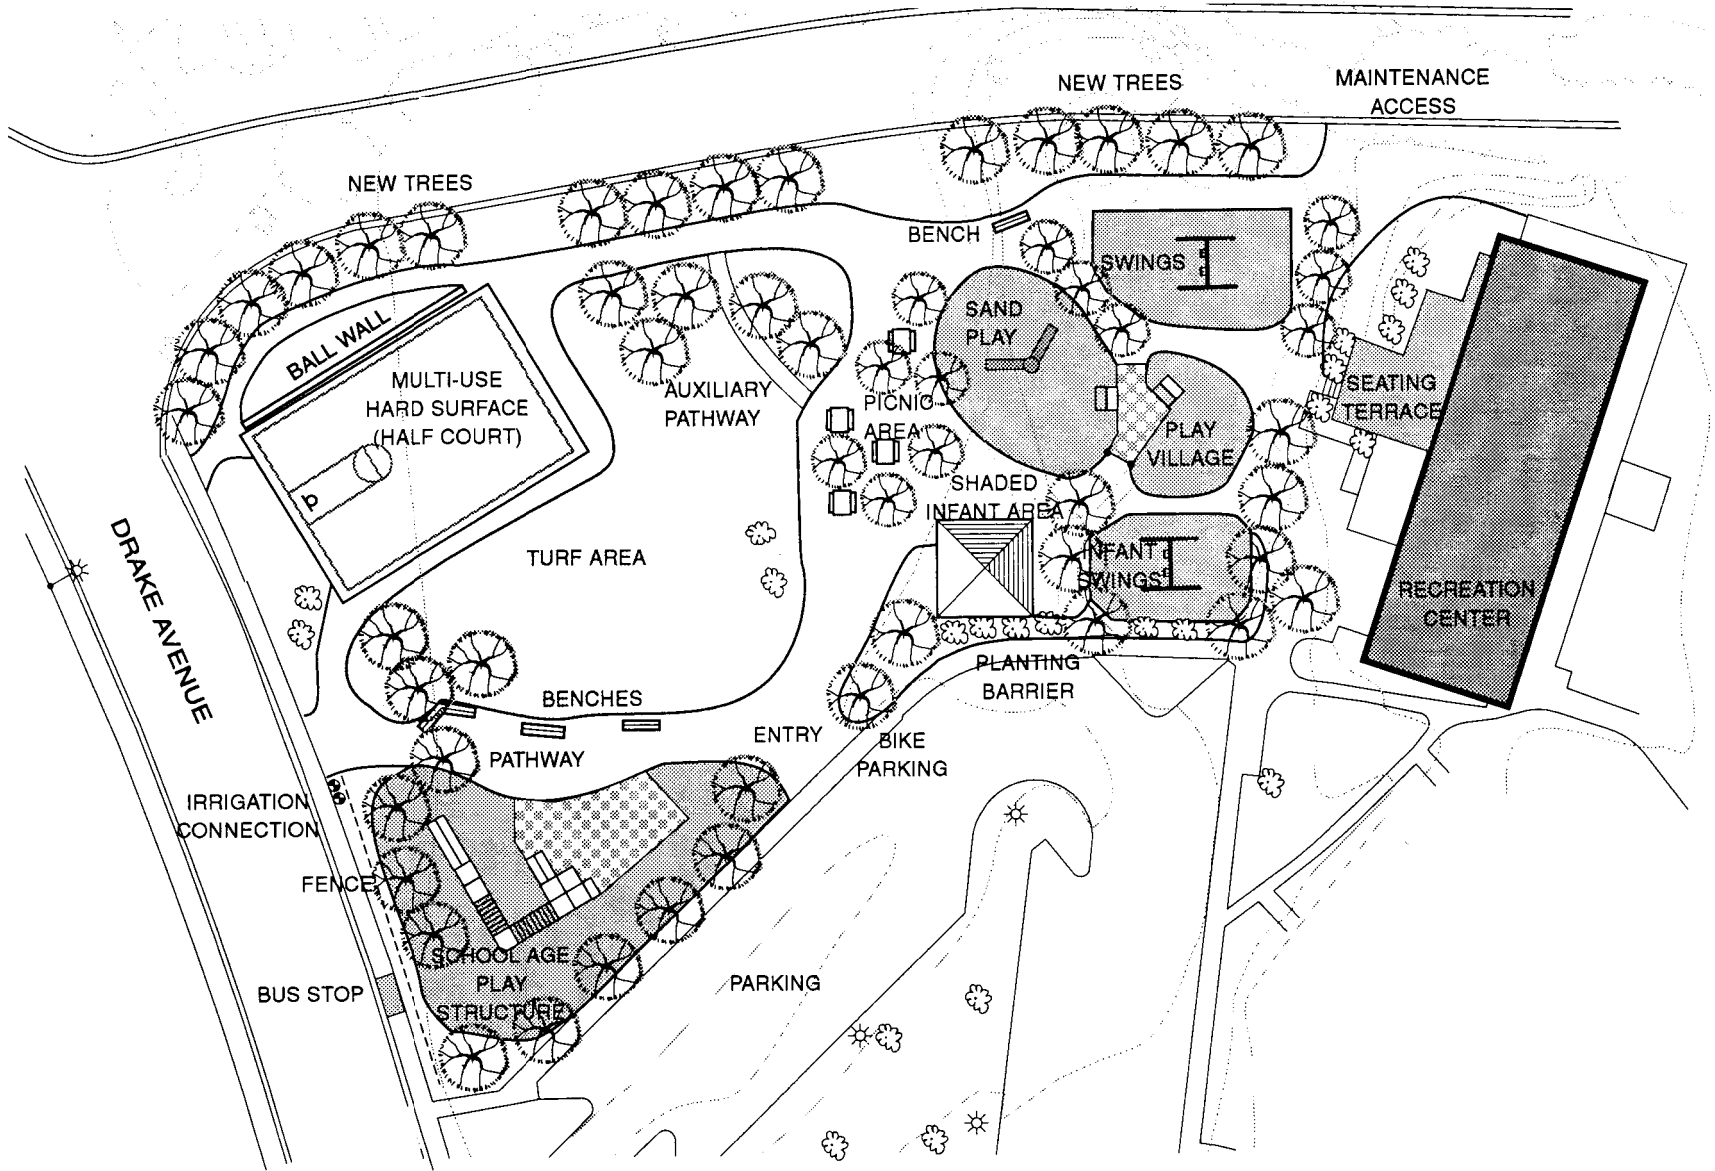 NEW TREES
MAINTENANCE
ACCESS
NEW TREES
BENCH
SWINGS
SAND
PLAY
BALL WALL
MULTI-USE
HARD SURFACE
(HALF COURT)
AUXILIARY
PATHWAY
PICNIC
AREA
SEATING
TERRACE
PLAY
VILLAGE
SHADED
INFANT AREA
TURF AREA
INFANT
SWINGS
RECREATION
CENTER
DRAKE AVENUE
PLANTING
BARRIER
BENCHES
ENTRY
BIKE
PARKING
PATHWAY
IRRIGATION
CONNECTION
FENCE
SCHOOL AGE
PLAY
STRUCTURE
BUS STOP
PARKING